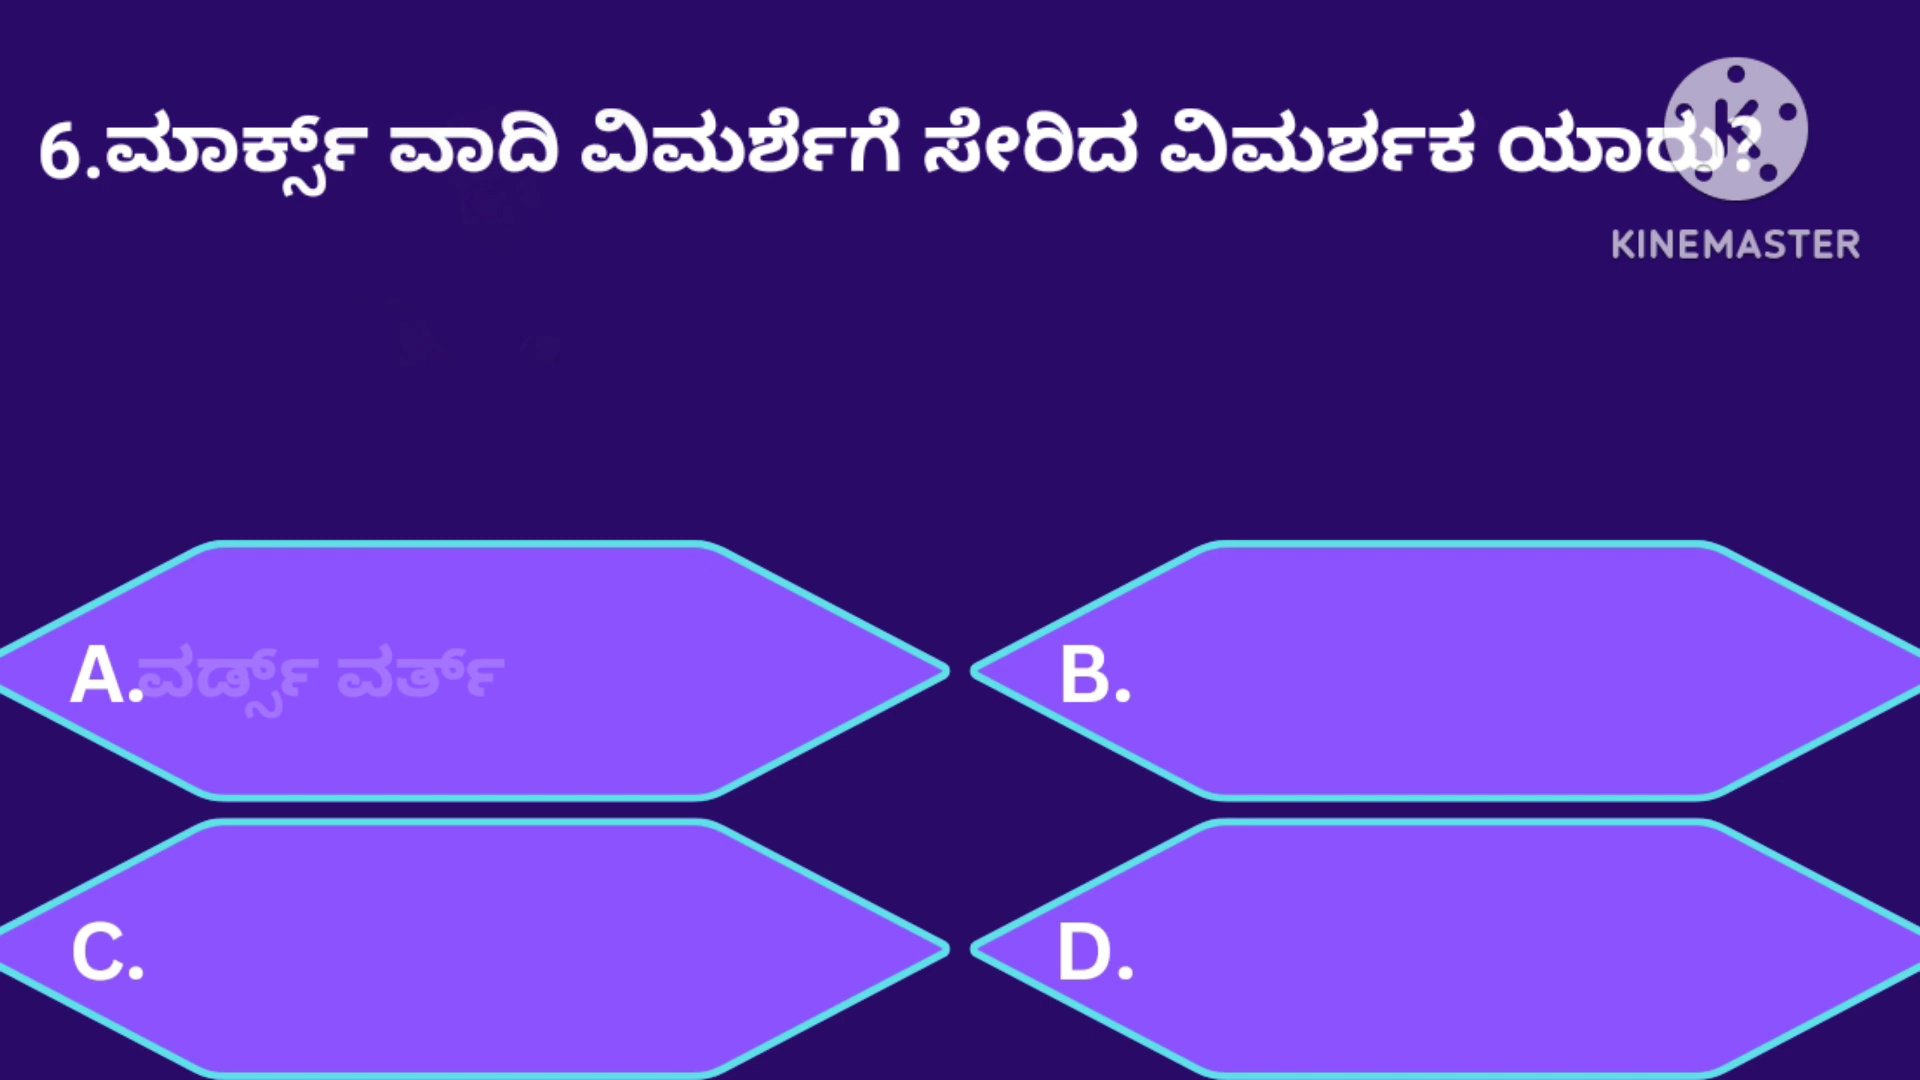 6.ಮಾರ್ಕ್ಸ್ ವಾದಿ ವಿಮರ್ಶೆಗೆ ಸೇರಿದ ವಿಮರ್ಶಕ ಯಾರು?
KINEMASTER
A.ವರ್ಡ್ಸ್ ವರ್ತ್
B.
C.
D.